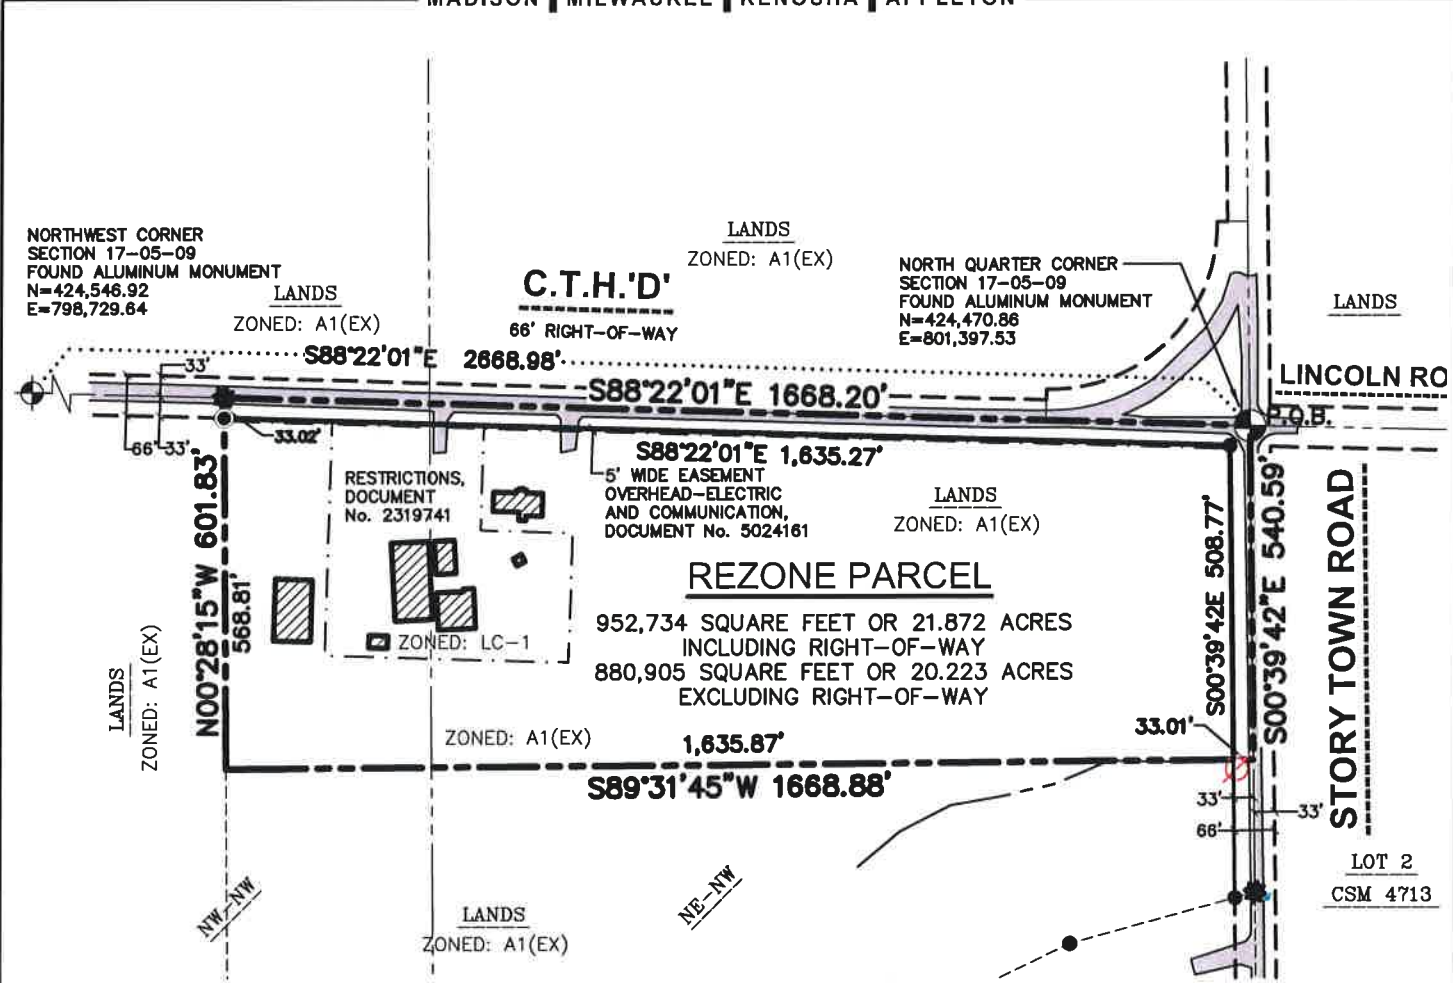 MADISON | MILWAUKEE | KENOSHA | APPLETON
NORTHWEST CORNER
SECTION 17-05-09
FOUND ALUMINUM MONUMENT
N=424,546.92
E=798,729.64
LANDS
ZONED: A1(EX)
C.T.H.'D'
66' RIGHT-OF-WAY
LANDS
ZONED: A1(EX)
NORTH QUARTER CORNER
SECTION 17-05-09
FOUND ALUMINUM MONUMENT
N=424,470.86
E=801,397.53
LANDS
S88°22'01"E 2668.98'
33'
S88°22'01"E 1668.20'
LINCOLN RO
P.O.B.
66'
33'
33.02'
S88°22'01"E 1,635.27'
5' WIDE EASEMENT
OVERHEAD-ELECTRIC
AND COMMUNICATION,
DOCUMENT No. 5024161
RESTRICTIONS,
DOCUMENT
No. 2319741
LANDS
ZONED: A1(EX)
N00°28'15"W 601.83'
568.81'
S00°39'42E 508.77'
S00°39'42"E 540.59'
STORY TOWN ROAD
REZONE PARCEL
952,734 SQUARE FEET OR 21.872 ACRES
INCLUDING RIGHT-OF-WAY
880,905 SQUARE FEET OR 20.223 ACRES
EXCLUDING RIGHT-OF-WAY
ZONED: LC-1
LANDS
ZONED: A1(EX)
ZONED: A1(EX)
1,635.87'
33.01'
S89°31'45"W 1668.88'
33'
33'
66'
LOT 2
CSM 4713
NW-NW
NE-NW
LANDS
ZONED: A1(EX)